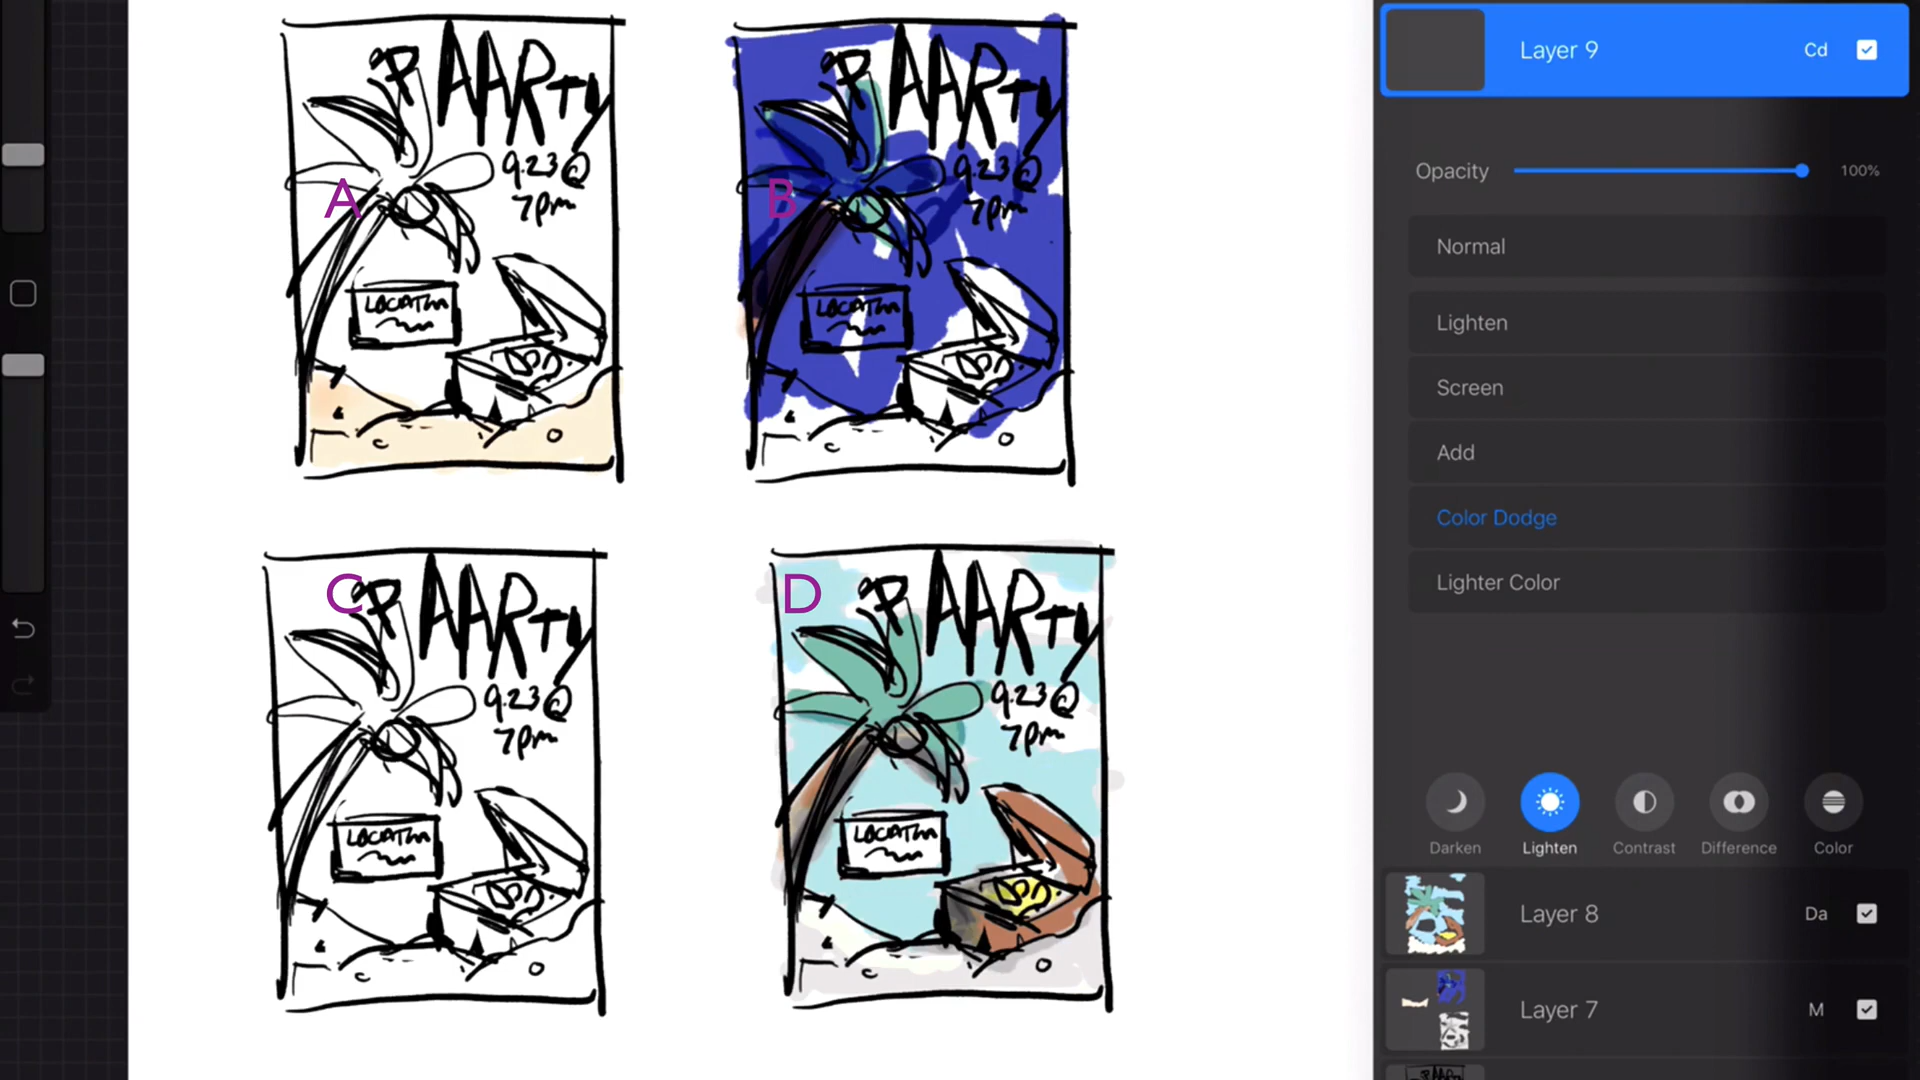 PAARTY
9.23 @
7pm
A
LOCATION
PAARTY
9.23 @
7pm
B
LOCATION
C
PAARTY
9.23 @
7pm
LOCATION
D
PAARTY
9.23 @
7pm
LOCATION
Layer 9 Cd
Opacity 100%
Normal
Lighten
Screen
Add
Color Dodge
Lighter Color
Darken Lighten Contrast Difference Color
Layer 8 Da
Layer 7 M